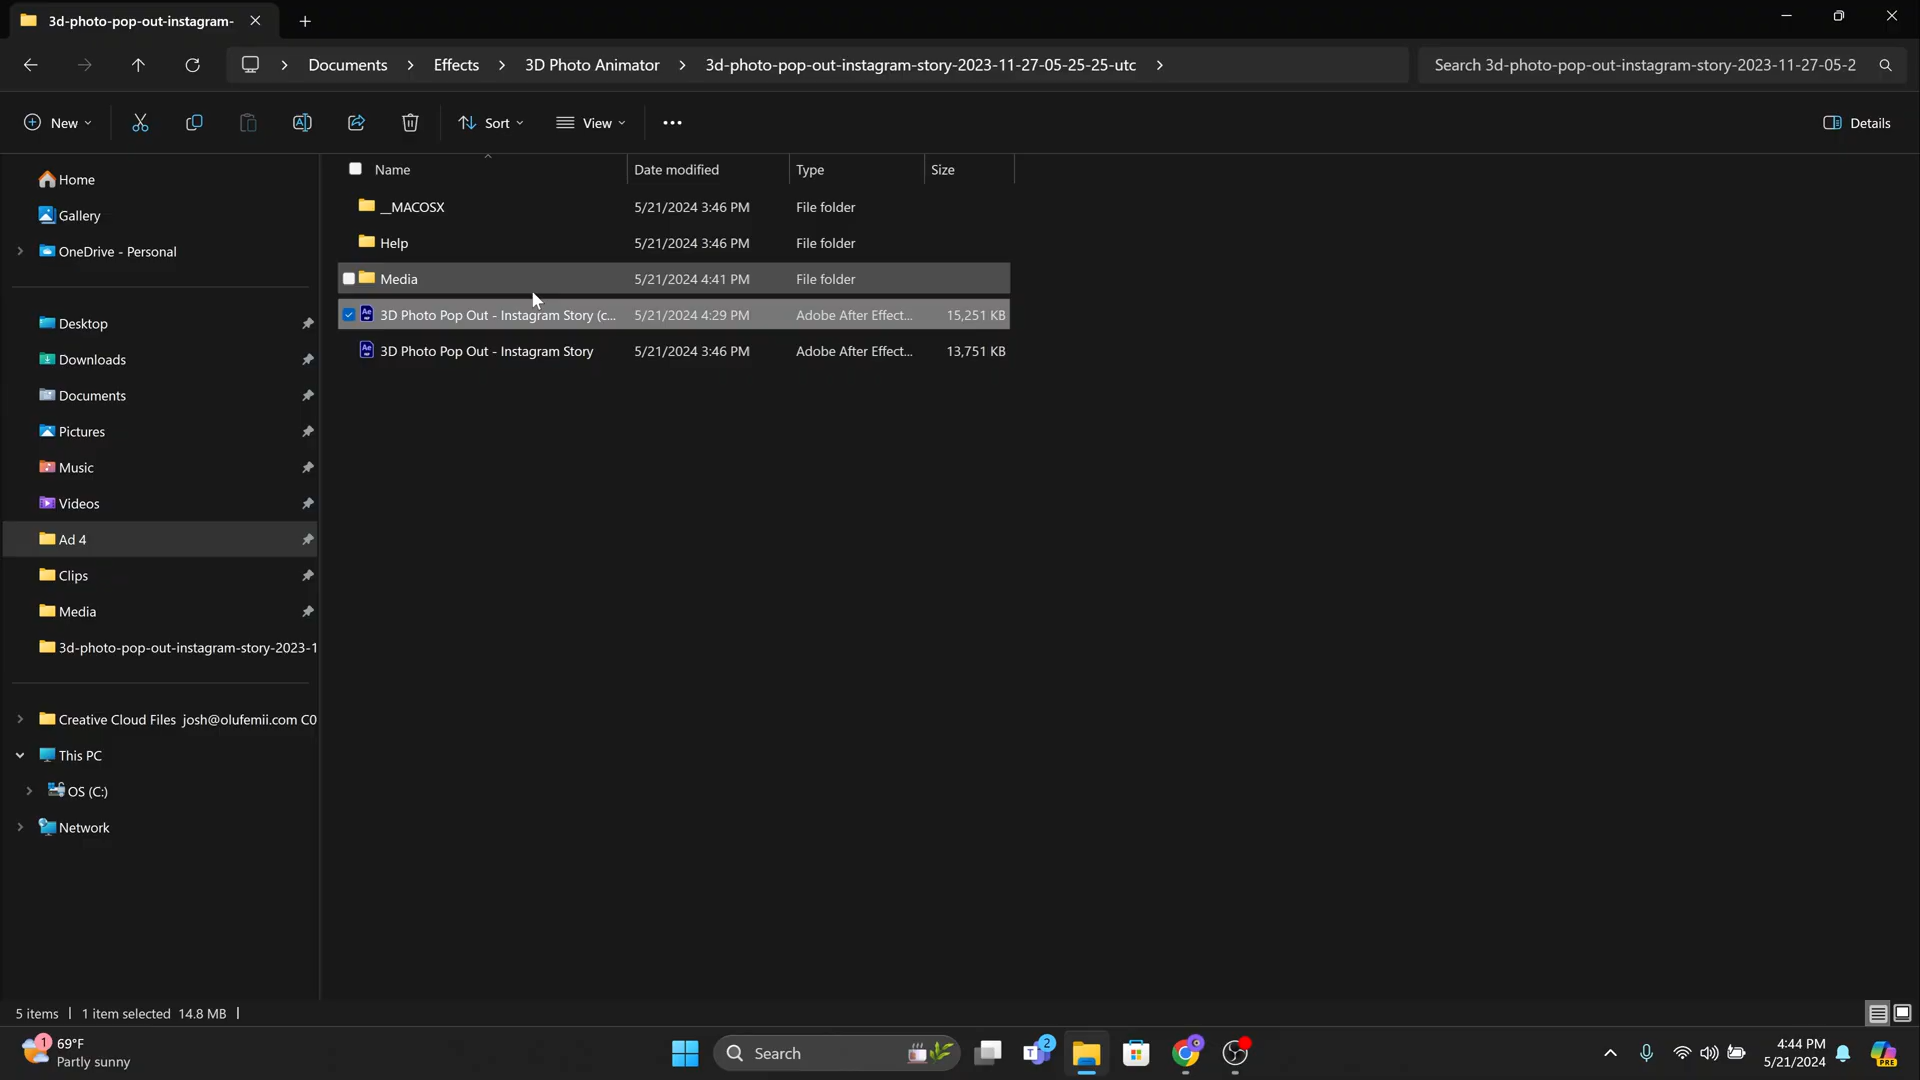 3d-photo-pop-out-instagram-
Documents > Effects > 3D Photo Animator > 3d-photo-pop-out-instagram-story-2023-11-27-05-25-25-utc >
Search 3d-photo-pop-out-instagram-story-2023-11-27-05-2
New
Sort
View
Details
Name Date modified Type Size
__MACOSX 5/21/2024 3:46 PM File folder
Help 5/21/2024 3:46 PM File folder
Media 5/21/2024 4:41 PM File folder
3D Photo Pop Out - Instagram Story (c... 5/21/2024 4:29 PM Adobe After Effect... 15,251 KB
3D Photo Pop Out - Instagram Story 5/21/2024 3:46 PM Adobe After Effect... 13,751 KB
Home
Gallery
OneDrive - Personal
Desktop
Downloads
Documents
Pictures
Music
Videos
Ad 4
Clips
Media
3d-photo-pop-out-instagram-story-2023-1
Creative Cloud Files josh@olufemii.com C0
This PC
OS (C:)
Network
5 items | 1 item selected 14.8 MB |
1
69°F
Partly sunny
Search
2
4:44 PM
5/21/2024
PRE